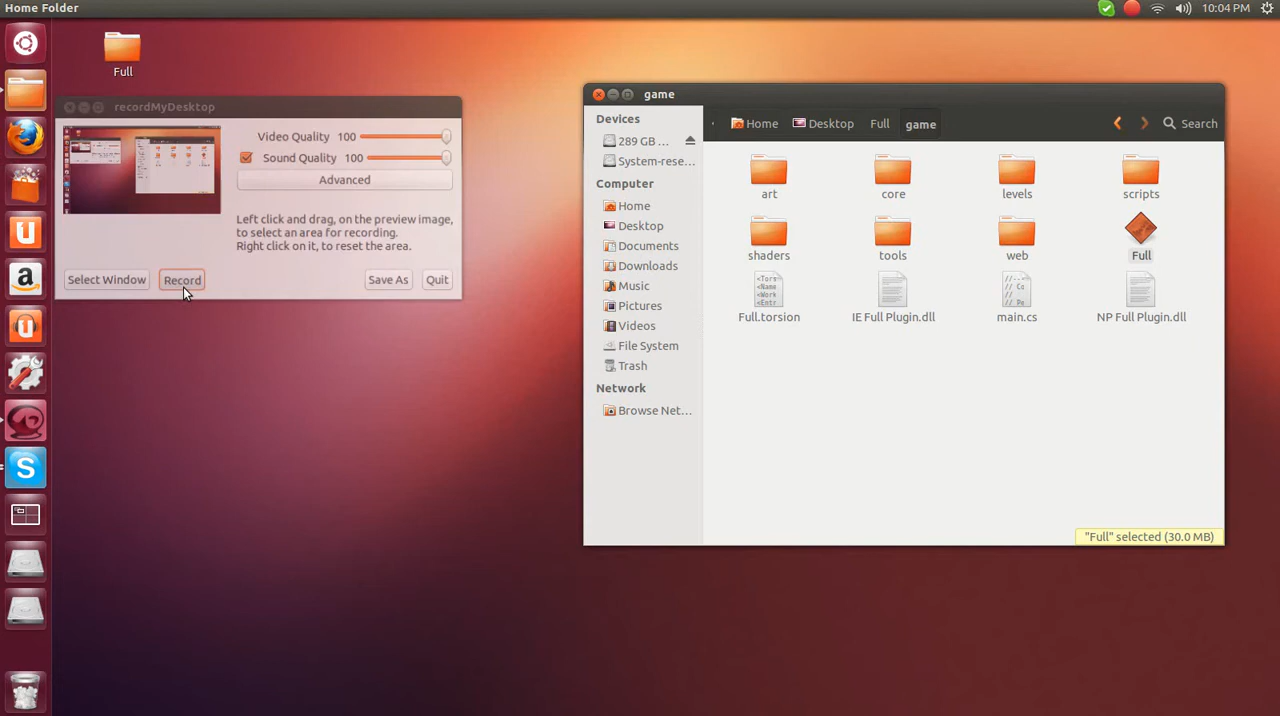 Home Folder
10:04 PM
Full
recordMyDesktop
Video Quality 100
Sound Quality 100
Advanced
Left click and drag, on the preview image,
to select an area for recording.
Right click on it, to reset the area.
Select Window
Record
Save As
Quit
game
Devices
289 GB ...
System-rese...
Computer
Home
Desktop
Documents
Downloads
Music
Pictures
Videos
File System
Trash
Network
Browse Net...
Home
Desktop
Full
game
Search
art
core
levels
scripts
shaders
tools
web
Full
Full.torsion
IE Full Plugin.dll
main.cs
NP Full Plugin.dll
"Full" selected (30.0 MB)